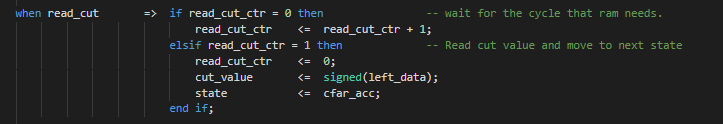 when read_cut => if read_cut_ctr = 0 then -- wait for the cycle that ram needs.
read_cut_ctr <= read_cut_ctr + 1;
elsif read_cut_ctr = 1 then -- Read cut value and move to next state
read_cut_ctr <= 0;
cut_value <= signed(left_data);
state <= cfar_acc;
end if;